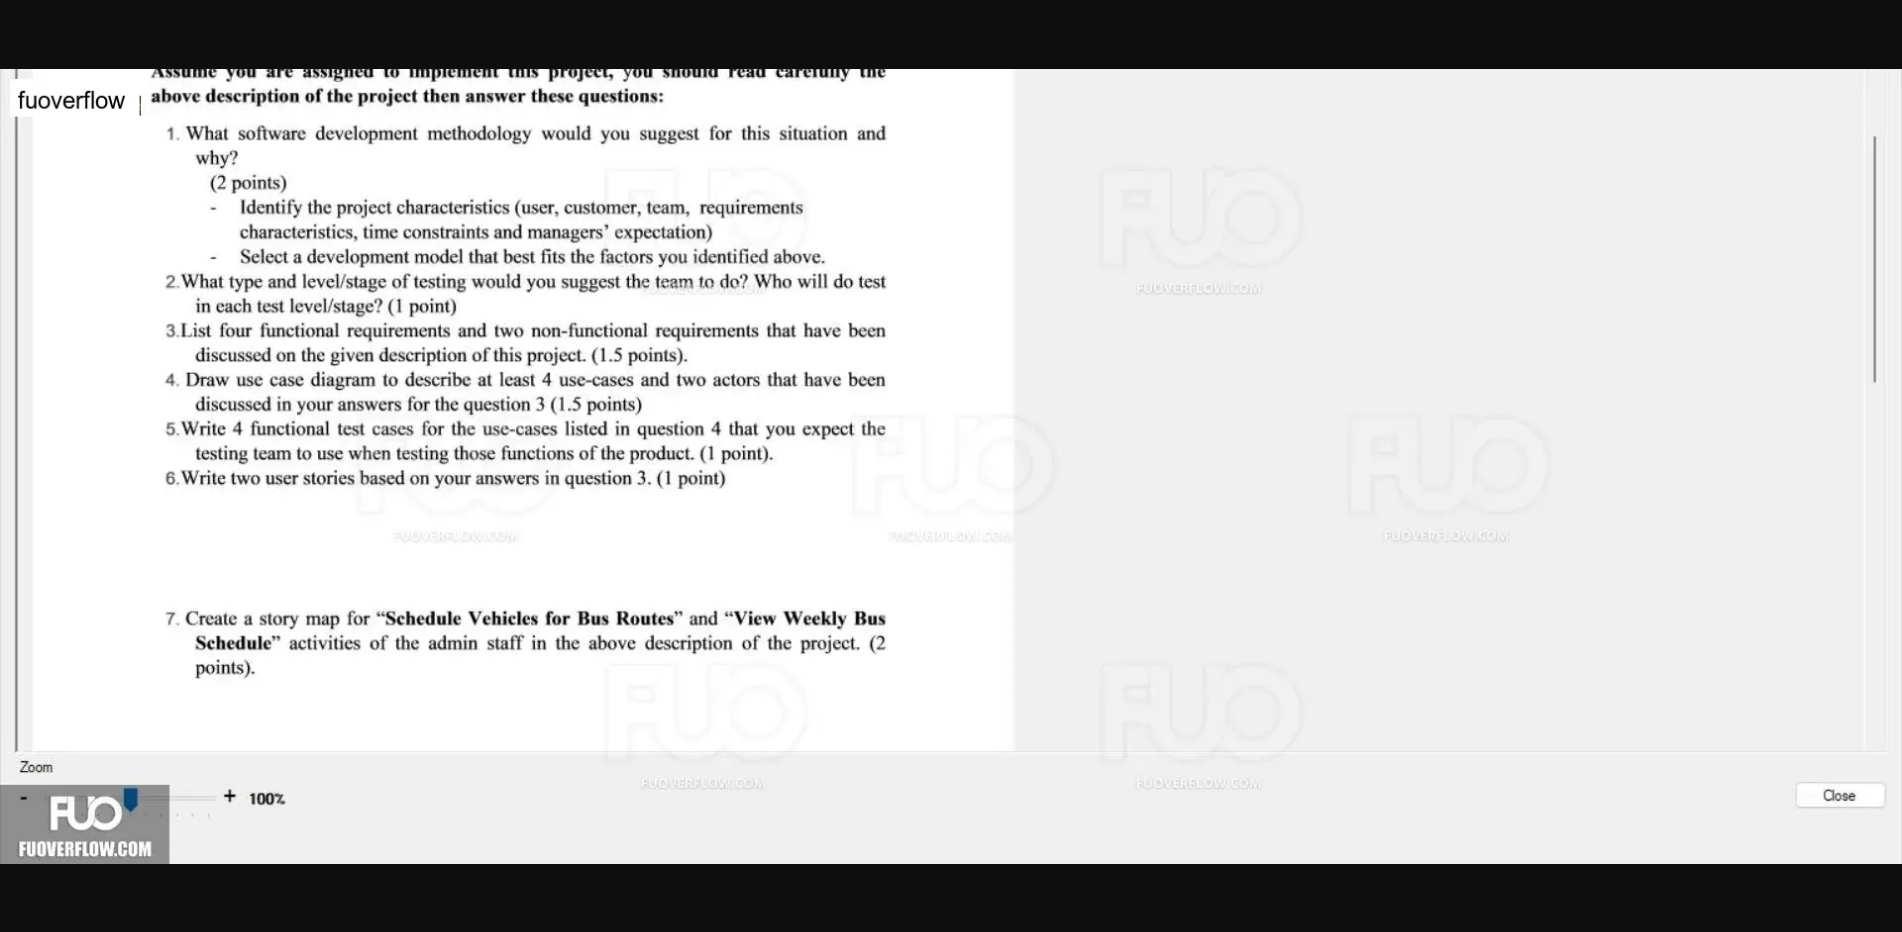 Assume you are assigned to implement this project, you should read carefully the
fuoverflow
above description of the project then answer these questions:
1. What software development methodology would you suggest for this situation and
why?
(2 points)
- Identify the project characteristics (user, customer, team, requirements
characteristics, time constraints and managers' expectation)
- Select a development model that best fits the factors you identified above.
2.What type and level/stage of testing would you suggest the team to do? Who will do test
in each test level/stage? (1 point)
3.List four functional requirements and two non-functional requirements that have been
discussed on the given description of this project. (1.5 points).
4. Draw use case diagram to describe at least 4 use-cases and two actors that have been
discussed in your answers for the question 3 (1.5 points)
5.Write 4 functional test cases for the use-cases listed in question 4 that you expect the
testing team to use when testing those functions of the product. (1 point).
6.Write two user stories based on your answers in question 3. (1 point)
7. Create a story map for “Schedule Vehicles for Bus Routes” and “View Weekly Bus
Schedule” activities of the admin staff in the above description of the project. (2
points).
FUO
FUOVERFLOW.COM
FUO
FUOVERFLOW.COM
FUO
FUOVERFLOW.COM
FUO
FUOVERFLOW.COM
FUO
FUOVERFLOW.COM
FUO
FUOVERFLOW.COM
FUO
FUOVERFLOW.COM
Zoom
- + 100%
Close
FUO
FUOVERFLOW.COM